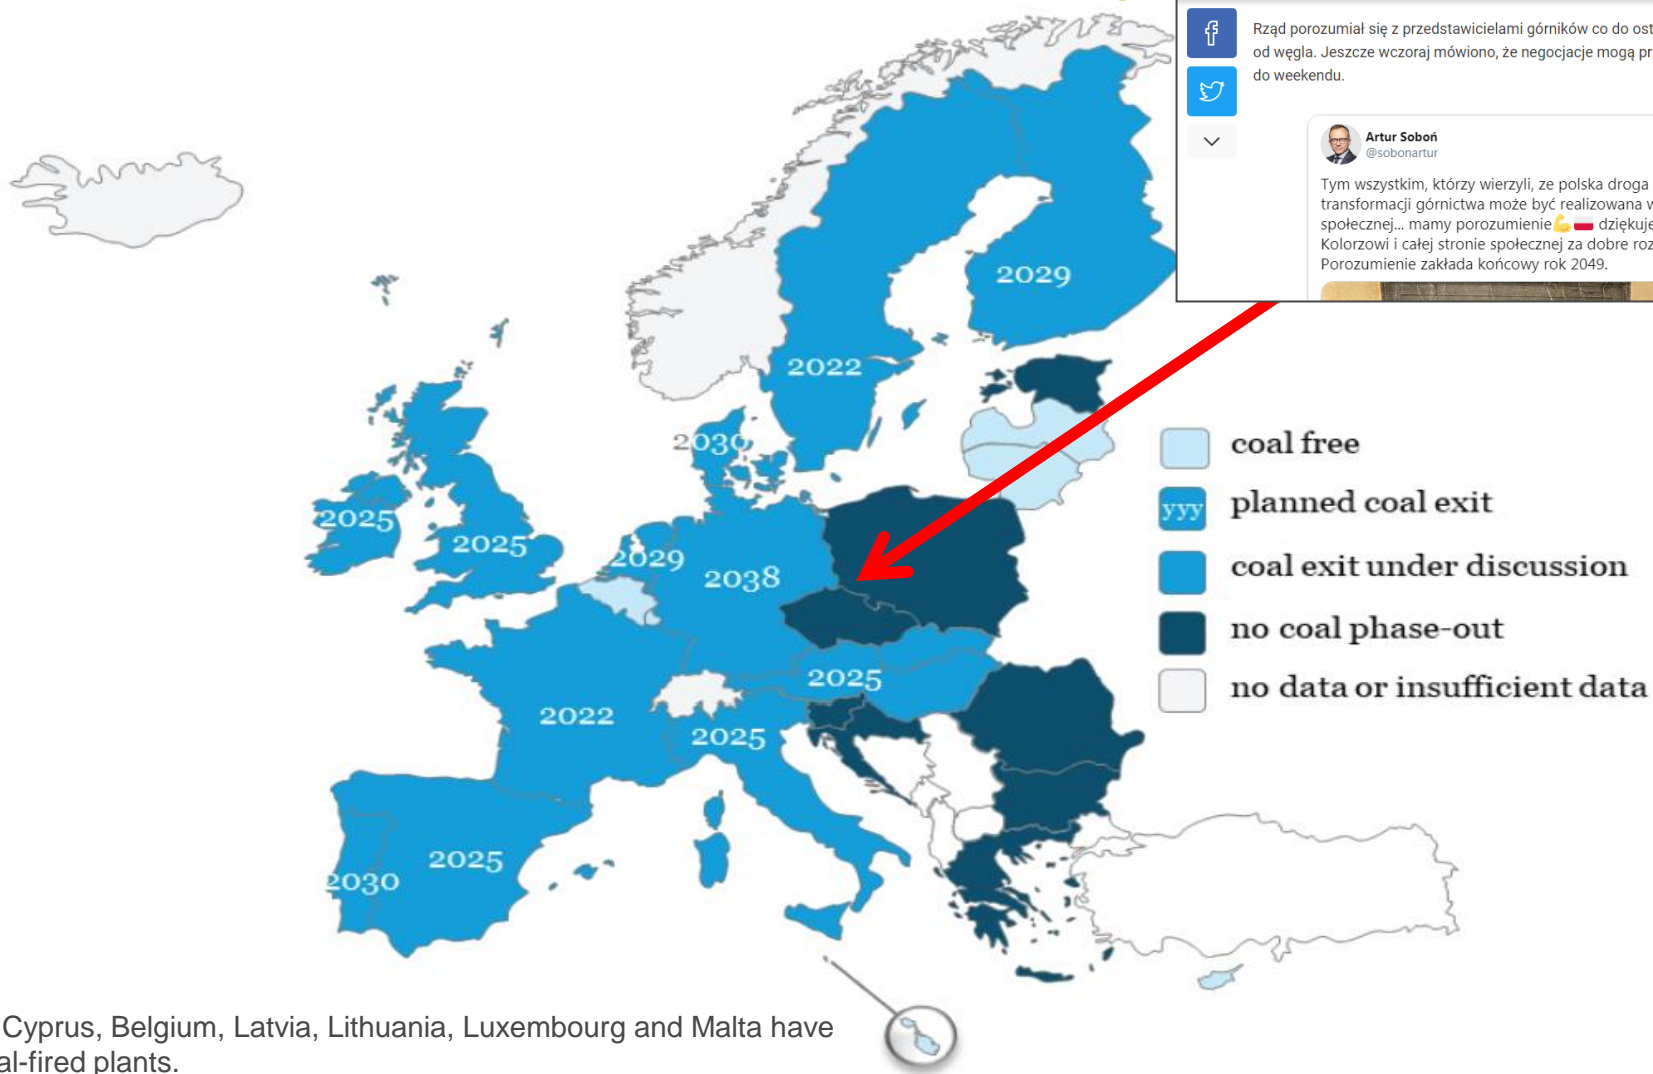 Rząd porozumiał się z przedstawicielami górników co do ost
od węgla. Jeszcze wczoraj mówiono, że negocjacje mogą pr
do weekendu.
Artur Soboń
@sobonartur
Tym wszystkim, którzy wierzyli, ze polska droga
transformacji górnictwa może być realizowana w
społecznej... mamy porozumienie💪🇵🇱 dziękuje
Kolorzowi i całej stronie społecznej za dobre roz
Porozumienie zakłada końcowy rok 2049.
2029
2022
2030
2025
2025
2029
2038
2025
2022
2025
2025
2030
coal free
yyy planned coal exit
coal exit under discussion
no coal phase-out
no data or insufficient data
Cyprus, Belgium, Latvia, Lithuania, Luxembourg and Malta have
al-fired plants.